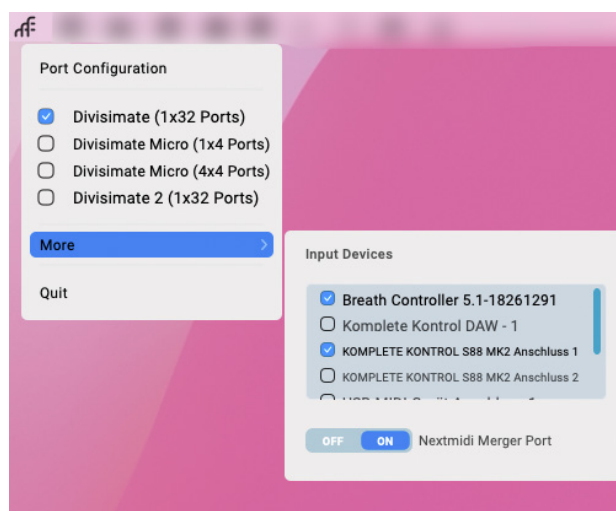 Port Configuration
Divisimate (1x32 Ports)
Divisimate Micro (1x4 Ports)
Divisimate Micro (4x4 Ports)
Divisimate 2 (1x32 Ports)
More
Quit
Input Devices
Breath Controller 5.1-18261291
Komplete Kontrol DAW - 1
KOMPLETE KONTROL S88 MK2 Anschluss 1
KOMPLETE KONTROL S88 MK2 Anschluss 2
OFF ON Nextmidi Merger Port